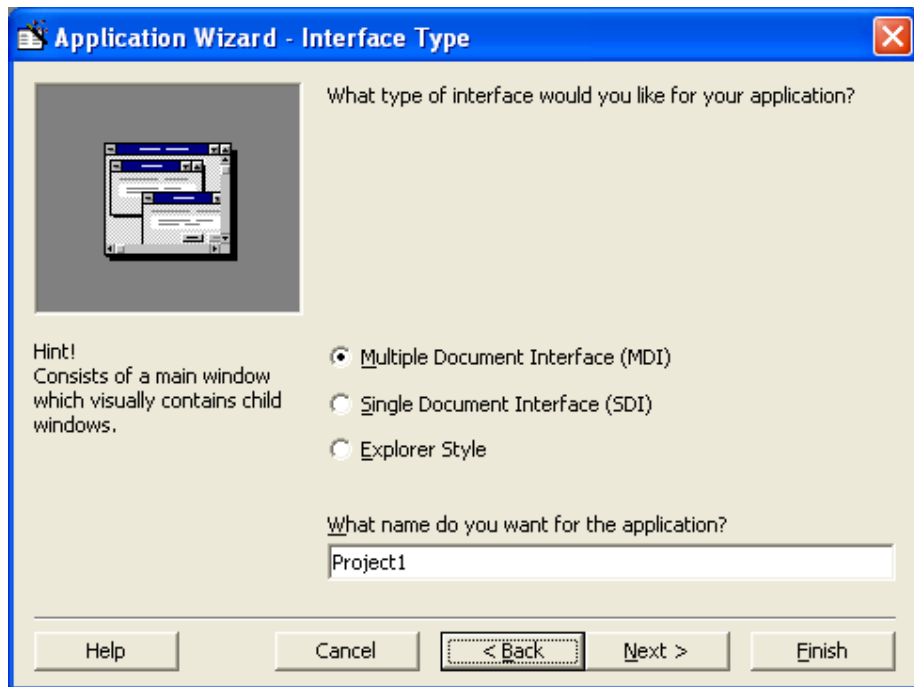 Application Wizard - Interface Type
What type of interface would you like for your application?
Hint!
Consists of a main window
which visually contains child
windows.
Multiple Document Interface (MDI)
Single Document Interface (SDI)
Explorer Style
What name do you want for the application?
Project1
Help
Cancel
< Back
Next >
Finish